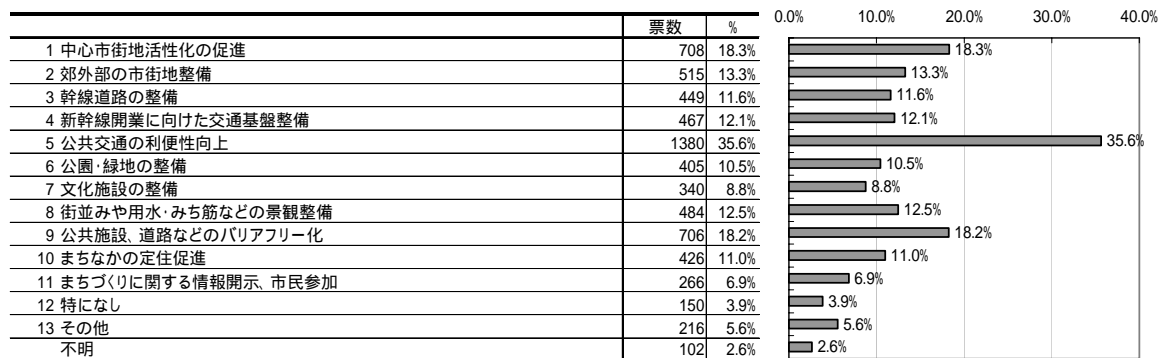 票数 %
1 中心市街地活性化の促進 708 18.3%
2 郊外部の市街地整備 515 13.3%
3 幹線道路の整備 449 11.6%
4 新幹線開業に向けた交通基盤整備 467 12.1%
5 公共交通の利便性向上 1380 35.6%
6 公園・緑地の整備 405 10.5%
7 文化施設の整備 340 8.8%
8 街並みや用水・みち筋などの景観整備 484 12.5%
9 公共施設、道路などのバリアフリー化 706 18.2%
10 まちなかの定住促進 426 11.0%
11 まちづくりに関する情報開示、市民参加 266 6.9%
12 特になし 150 3.9%
13 その他 216 5.6%
不明 102 2.6%
0.0% 10.0% 20.0% 30.0% 40.0%
18.3%
13.3%
11.6%
12.1%
35.6%
10.5%
8.8%
12.5%
18.2%
11.0%
6.9%
3.9%
5.6%
2.6%